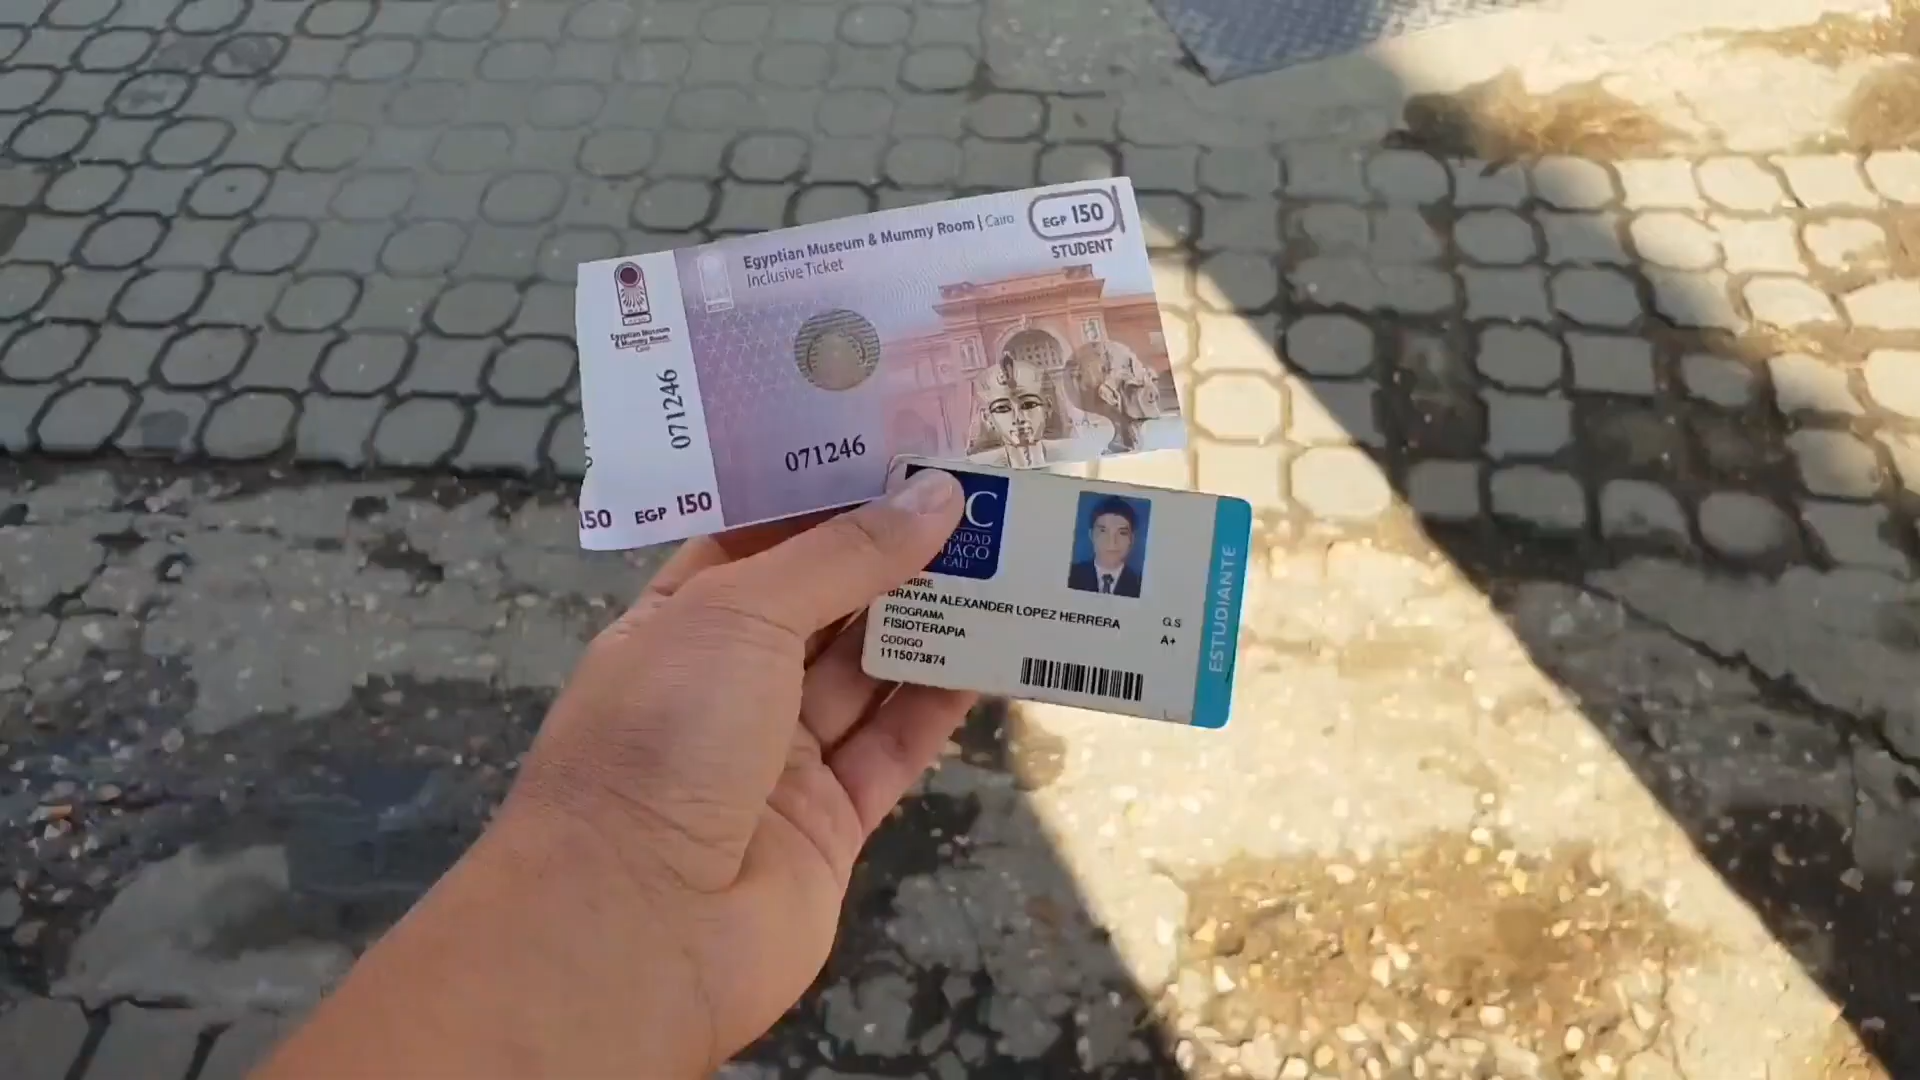 Egyptian Museum & Mummy Room | Cairo
Inclusive Ticket
EGP 150
STUDENT
Egyptian Museum
& Mummy Room
Cairo
071246
071246
150
EGP 150
C
IAGO
CALI
BRAYAN ALEXANDER LOPEZ HERRERA
PROGRAMA
FISIOTERAPIA
CODIGO
1115073874
G.S
A+
ESTUDIANTE